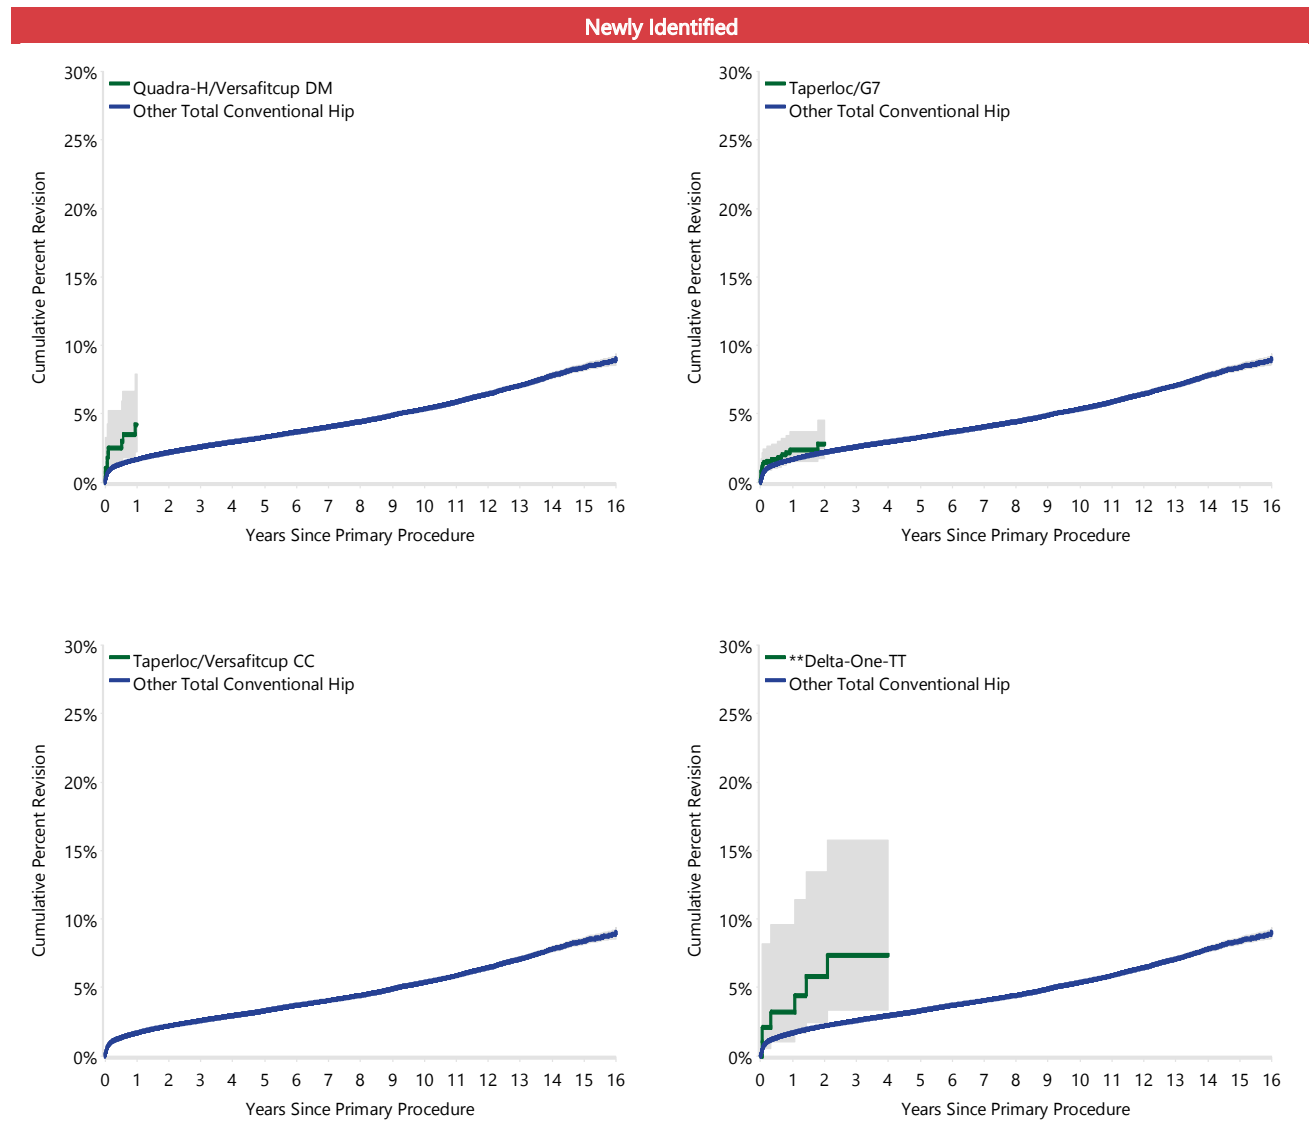 Newly Identified
30%
25%
20%
15%
10%
5%
0%
Cumulative Percent Revision
Quadra-H/Versafitcup DM
Other Total Conventional Hip
0 1 2 3 4 5 6 7 8 9 10 11 12 13 14 15 16
Years Since Primary Procedure
30%
25%
20%
15%
10%
5%
0%
Cumulative Percent Revision
Taperloc/G7
Other Total Conventional Hip
0 1 2 3 4 5 6 7 8 9 10 11 12 13 14 15 16
Years Since Primary Procedure
30%
25%
20%
15%
10%
5%
0%
Cumulative Percent Revision
Taperloc/Versafitcup CC
Other Total Conventional Hip
0 1 2 3 4 5 6 7 8 9 10 11 12 13 14 15 16
Years Since Primary Procedure
30%
25%
20%
15%
10%
5%
0%
Cumulative Percent Revision
**Delta-One-TT
Other Total Conventional Hip
0 1 2 3 4 5 6 7 8 9 10 11 12 13 14 15 16
Years Since Primary Procedure